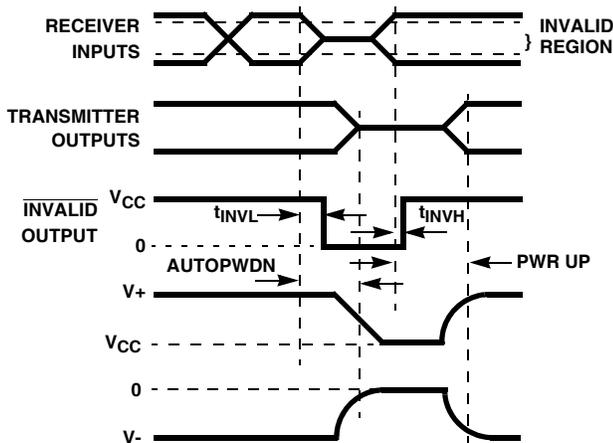 RECEIVER
INPUTS
INVALID
REGION
}
TRANSMITTER
OUTPUTS
VCC
INVALID
OUTPUT
tINVL
tINVH
0
AUTOPWDN
PWR UP
V+
VCC
0
V-